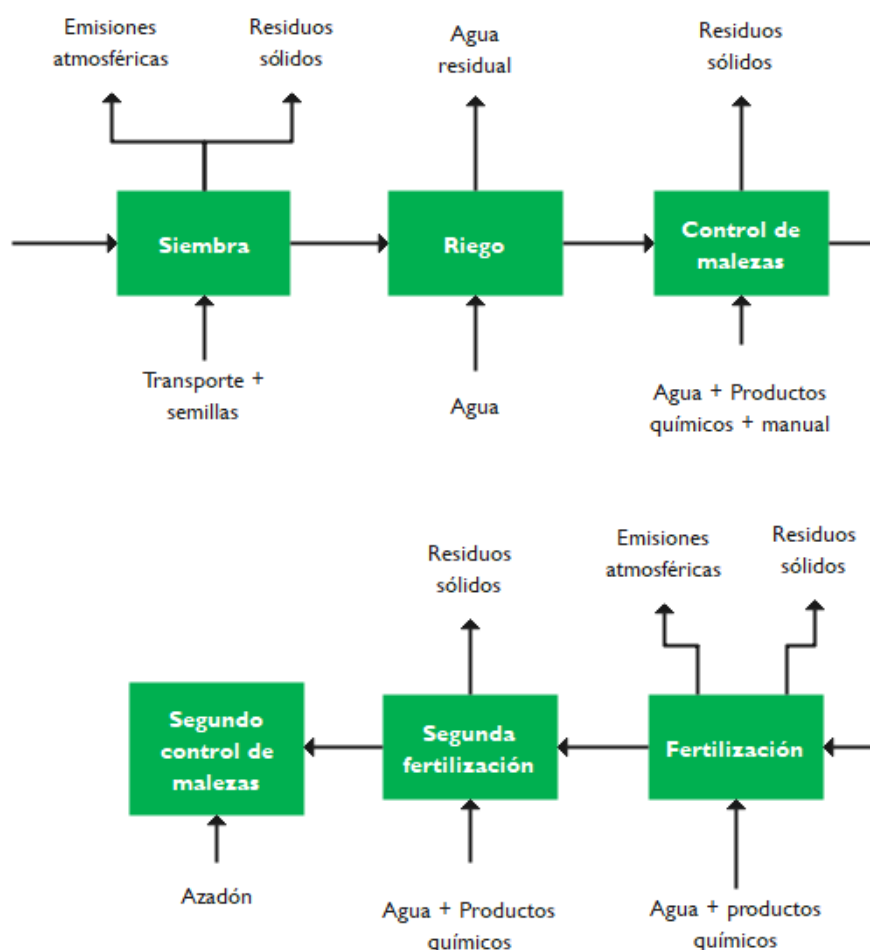 Emisiones
atmosféricas
Residuos
sólidos
Agua
residual
Residuos
sólidos
Siembra
Riego
Control de
malezas
Transporte +
semillas
Agua
Agua + Productos
químicos + manual
Residuos
sólidos
Emisiones
atmosféricas
Residuos
sólidos
Segundo
control de
malezas
Segunda
fertilización
Fertilización
Azadón
Agua + Productos
químicos
Agua + productos
químicos